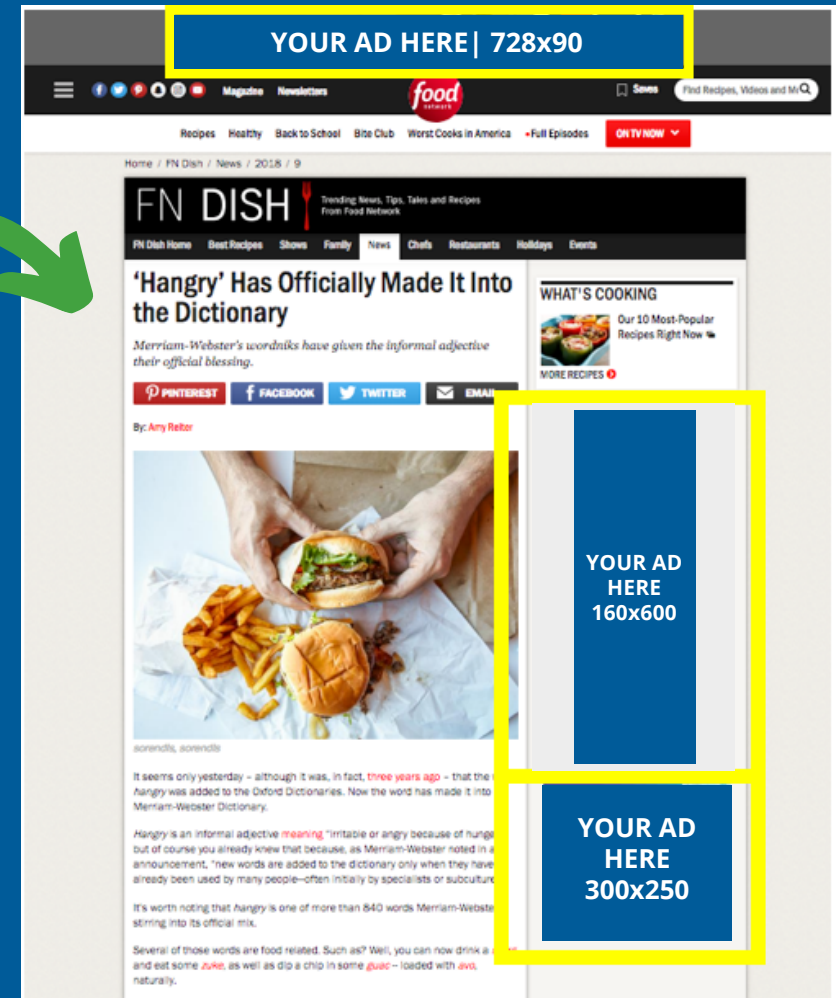 YOUR AD HERE| 728x90
Magazine Newsletters
food
network
Saves
Find Recipes, Videos and
Recipes Healthy Back to School Bite Club Worst Cooks in America • Full Episodes ON TV NOW
Home / FN Dish / News / 2018 / 9
FN DISH
Trending News, Tips, Tales and Recipes
From Food Network
FN Dish Home Best Recipes Shows Family News Chefs Restaurants Holidays Events
‘Hangry’ Has Officially Made It Into
the Dictionary
Merriam-Webster's wordniks have given the informal adjective
their official blessing.
PINTEREST FACEBOOK TWITTER EMAIL
By: Amy Reiter
WHAT'S COOKING
Our 10 Most-Popular
Recipes Right Now
MORE RECIPES
YOUR AD
HERE
160x600
YOUR AD
HERE
300x250
sorendls, sorendls
It seems only yesterday – although it was, in fact, three years ago – that the
hangry was added to the Oxford Dictionaries. Now the word has made it into
Merriam-Webster Dictionary.
Hangry is an informal adjective meaning "irritable or angry because of
but of course you already knew that because, as Merriam-Webster noted in
announcement, "new words are added to the dictionary only when they have
already been used by many people—often initially by specialists or
It's worth noting that hangry is one of more than 840 words
stirring into its official mix.
Several of those words are food related. Such as? Well, you can now drink a
and eat some zuke, as well as dip a chip in some guac – loaded with avo,
naturally.